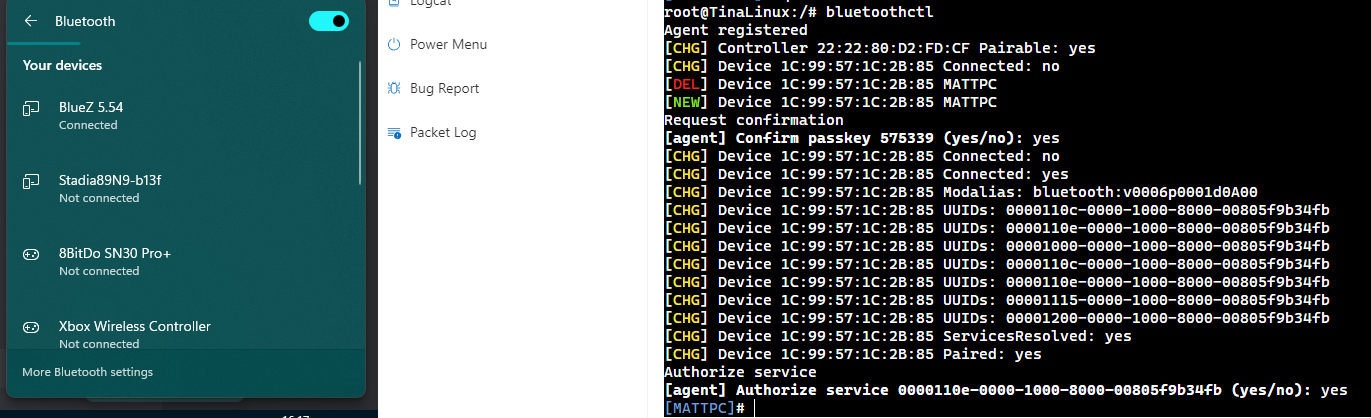 Bluetooth
Your devices
BlueZ 5.54
Connected
Stadia89N9-b13f
Not connected
8BitDo SN30 Pro+
Not connected
Xbox Wireless Controller
Not connected
More Bluetooth settings
Logcat
Power Menu
Bug Report
Packet Log
root@TinaLinux:/# bluetoothctl
Agent registered
[CHG] Controller 22:22:80:D2:FD:CF Pairable: yes
[CHG] Device 1C:99:57:1C:2B:85 Connected: no
[DEL] Device 1C:99:57:1C:2B:85 MATTPC
[NEW] Device 1C:99:57:1C:2B:85 MATTPC
Request confirmation
[agent] Confirm passkey 575339 (yes/no): yes
[CHG] Device 1C:99:57:1C:2B:85 Connected: no
[CHG] Device 1C:99:57:1C:2B:85 Connected: yes
[CHG] Device 1C:99:57:1C:2B:85 Modalias: bluetooth:v0006p0001d0A00
[CHG] Device 1C:99:57:1C:2B:85 UUIDs: 0000110c-0000-1000-8000-00805f9b34fb
[CHG] Device 1C:99:57:1C:2B:85 UUIDs: 0000110e-0000-1000-8000-00805f9b34fb
[CHG] Device 1C:99:57:1C:2B:85 UUIDs: 00001000-0000-1000-8000-00805f9b34fb
[CHG] Device 1C:99:57:1C:2B:85 UUIDs: 0000110c-0000-1000-8000-00805f9b34fb
[CHG] Device 1C:99:57:1C:2B:85 UUIDs: 0000110e-0000-1000-8000-00805f9b34fb
[CHG] Device 1C:99:57:1C:2B:85 UUIDs: 00001115-0000-1000-8000-00805f9b34fb
[CHG] Device 1C:99:57:1C:2B:85 UUIDs: 00001200-0000-1000-8000-00805f9b34fb
[CHG] Device 1C:99:57:1C:2B:85 ServicesResolved: yes
[CHG] Device 1C:99:57:1C:2B:85 Paired: yes
Authorize service
[agent] Authorize service 0000110e-0000-1000-8000-00805f9b34fb (yes/no): yes
[MATTPC]#